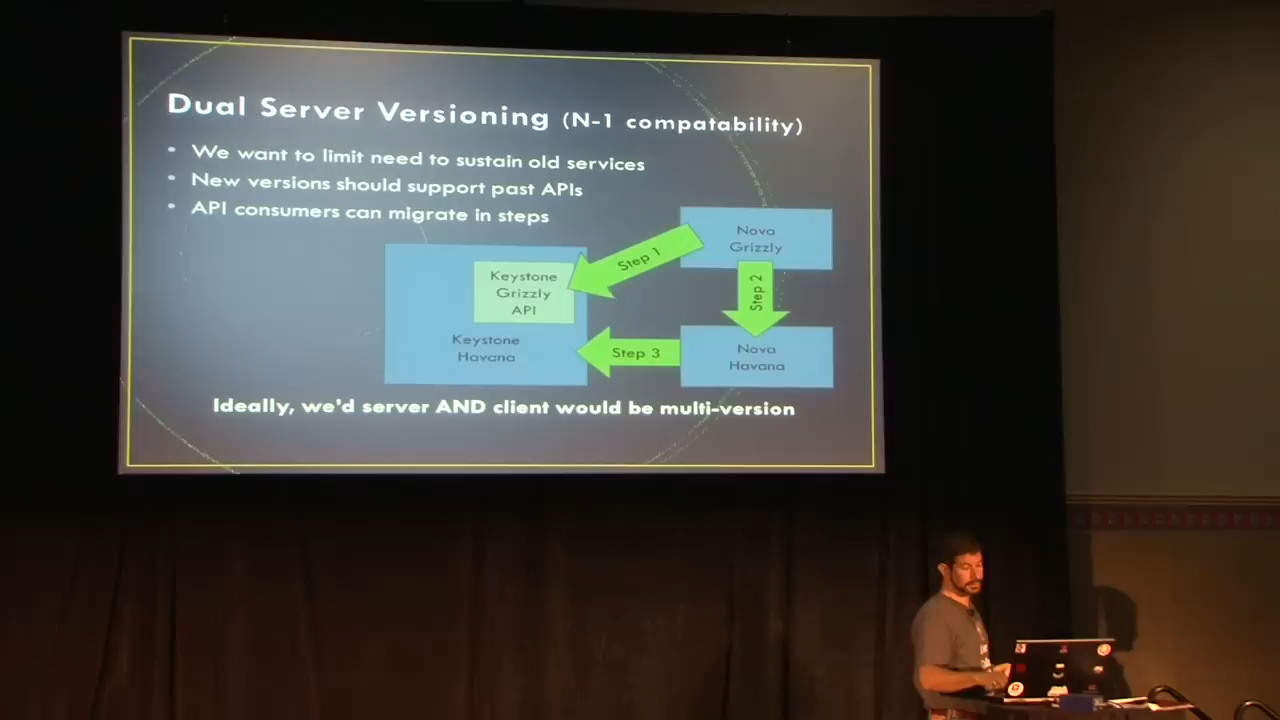 Dual Server Versioning (N-1 compatability)
• We want to limit need to sustain old services
• New versions should support past APIs
• API consumers can migrate in steps
Nova
Grizzly
Step 1
Keystone
Grizzly
API
Step 2
Keystone
Havana
Step 3
Nova
Havana
Ideally, we'd server AND client would be multi-version